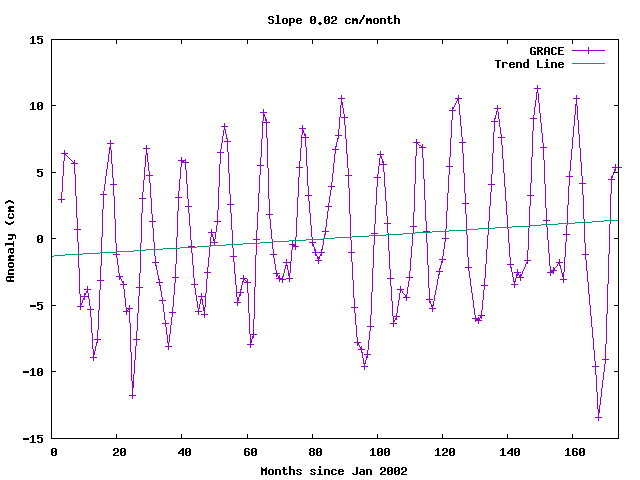 Slope 0.02 cm/month
15
10
5
0
-5
-10
-15
Anomaly (cm)
GRACE
Trend Line
0 20 40 60 80 100 120 140 160
Months since Jan 2002